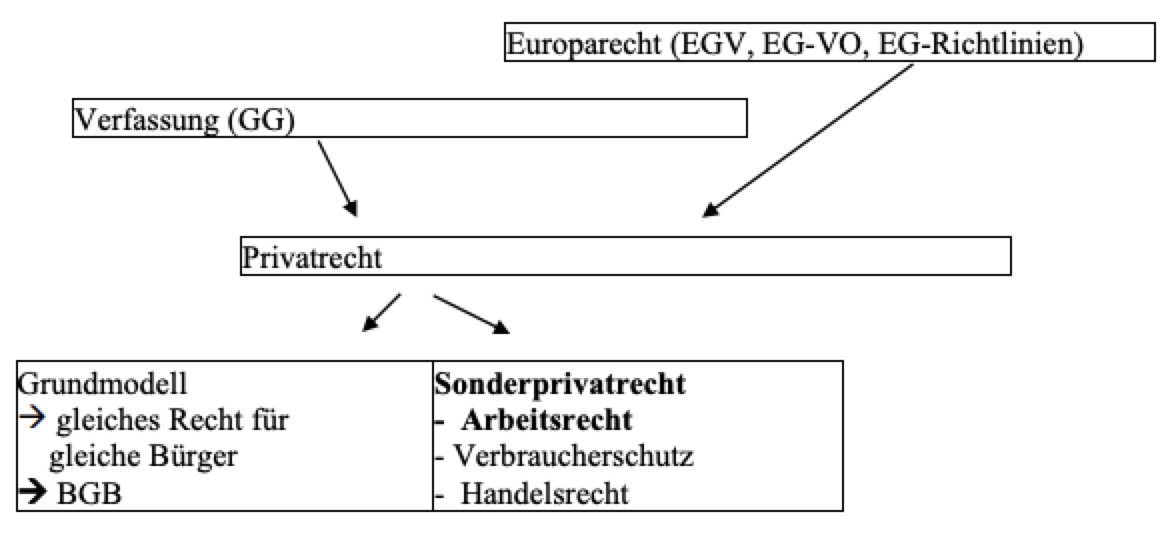 Europarecht (EGV, EG-VO, EG-Richtlinien)
Verfassung (GG)
Privatrecht
Grundmodell
→ gleiches Recht für
gleiche Bürger
→ BGB
Sonderprivatrecht
- Arbeitsrecht
- Verbraucherschutz
- Handelsrecht